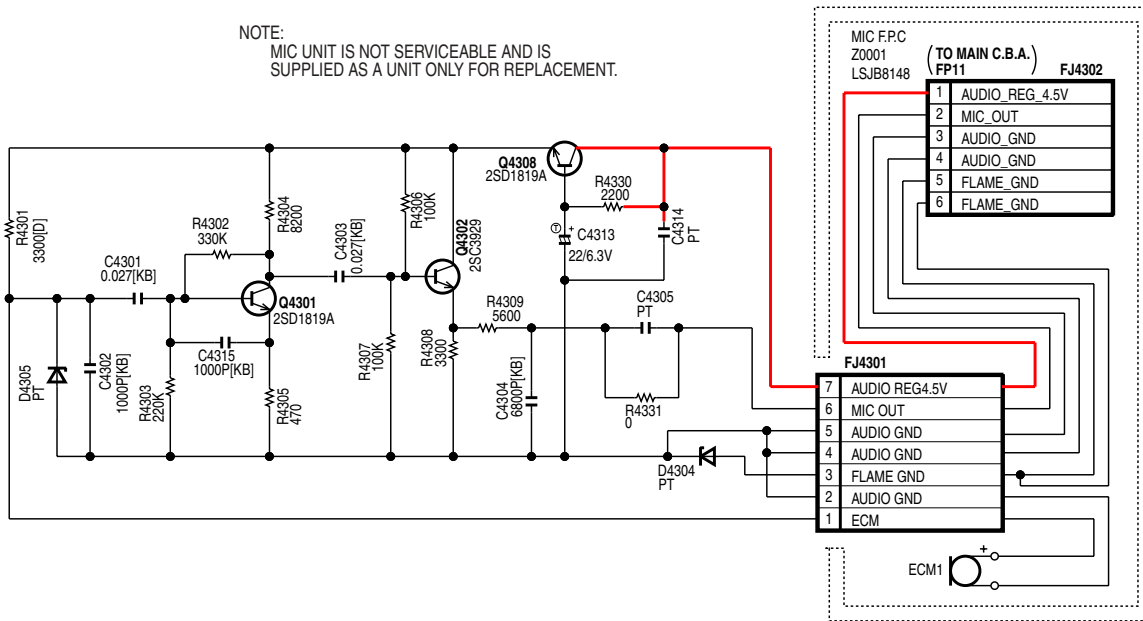 NOTE:
MIC UNIT IS NOT SERVICEABLE AND IS
SUPPLIED AS A UNIT ONLY FOR REPLACEMENT.
MIC F.P.C
Z0001
LSJB8148
(TO MAIN C.B.A.)
FP11
FJ4302
1 AUDIO_REG_4.5V
2 MIC_OUT
3 AUDIO_GND
4 AUDIO_GND
5 FLAME_GND
6 FLAME_GND
Q4308
2SD1819A
R4330
2200
R4301
3300[D]
R4302
330K
R4304
8200
C4303
0.027[KB]
R4306
100K
Q4302
2SC3929
T
+
C4313
22/6.3V
C4314
PT
C4301
0.027[KB]
Q4301
2SD1819A
R4309
5600
C4305
PT
D4305
PT
C4302
1000P[KB]
C4315
1000P[KB]
R4303
220K
R4305
470
R4307
100K
R4308
3300
C4304
6800P[KB]
R4331
0
D4304
PT
FJ4301
7 AUDIO REG4.5V
6 MIC OUT
5 AUDIO GND
4 AUDIO GND
3 FLAME GND
2 AUDIO GND
1 ECM
ECM1
+